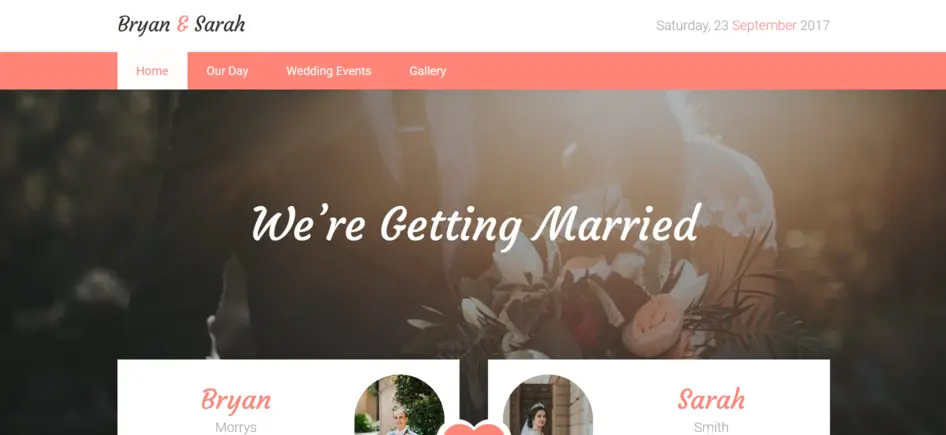 Bryan & Sarah
Saturday, 23 September 2017
Home
Our Day
Wedding Events
Gallery
We're Getting Married
Bryan
Morrys
Sarah
Smith